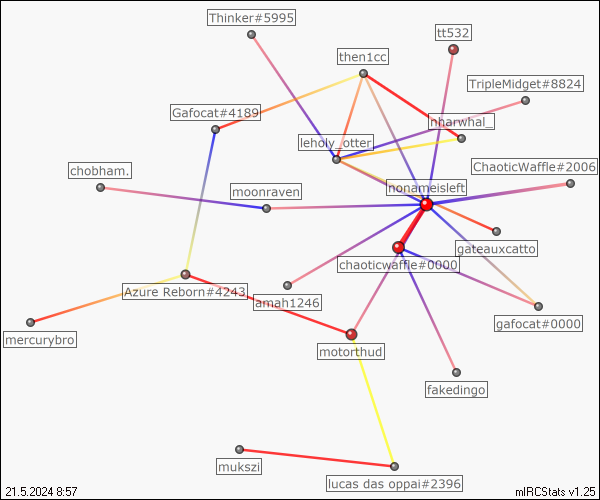 Thinker#5995
tt532
then1cc
TripleMidget#8824
Gafocat#4189
nharwhal_
leholy_otter
chobham.
ChaoticWaffle#2006
moonraven
nonameisleft
gateauxcatto
chaoticwaffle#0000
Azure Reborn#4243
amah1246
gafocat#0000
mercurybro
motorthud
fakedingo
mukszi
lucas das oppai#2396
21.5.2024 8:57
mIRCStats v1.25